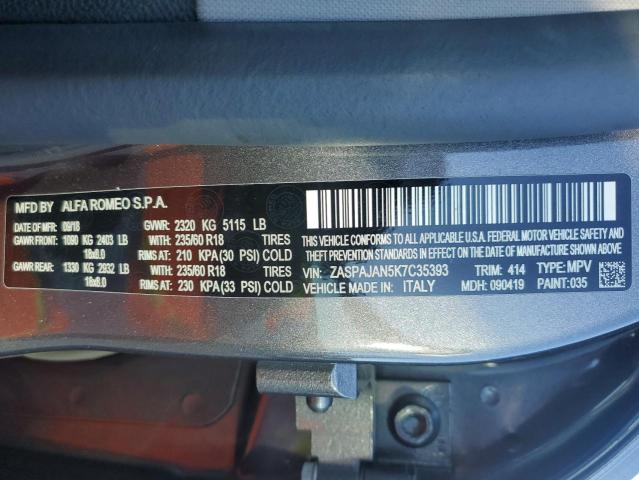 MFD BY ALFA ROMEO S.P.A.
DATE OF MFR: 09/18 GVWR: 2320 KG 5115 LB
GAWR FRONT: 1090 KG 2403 LB WITH: 235/60 R18 TIRES
18x8.0 RIMS AT: 210 KPA(30 PSI) COLD
GAWR REAR: 1330 KG 2932 LB WITH: 235/60 R18 TIRES
18x8.0 RIMS AT: 230 KPA(33 PSI) COLD
THIS VEHICLE CONFORMS TO ALL APPLICABLE U.S.A. FEDERAL MOTOR VEHICLE SAFETY, BUMPER, AND
THEFT PREVENTION STANDARDS IN EFFECT ON THE DATE OF MANUFACTURE SHOWN ABOVE.
VIN: ZASPAJAN5K7C35393 TRIM: 414 TYPE: MPV
VEHICLE MADE IN: ITALY MDH: 090419 PAINT: 035